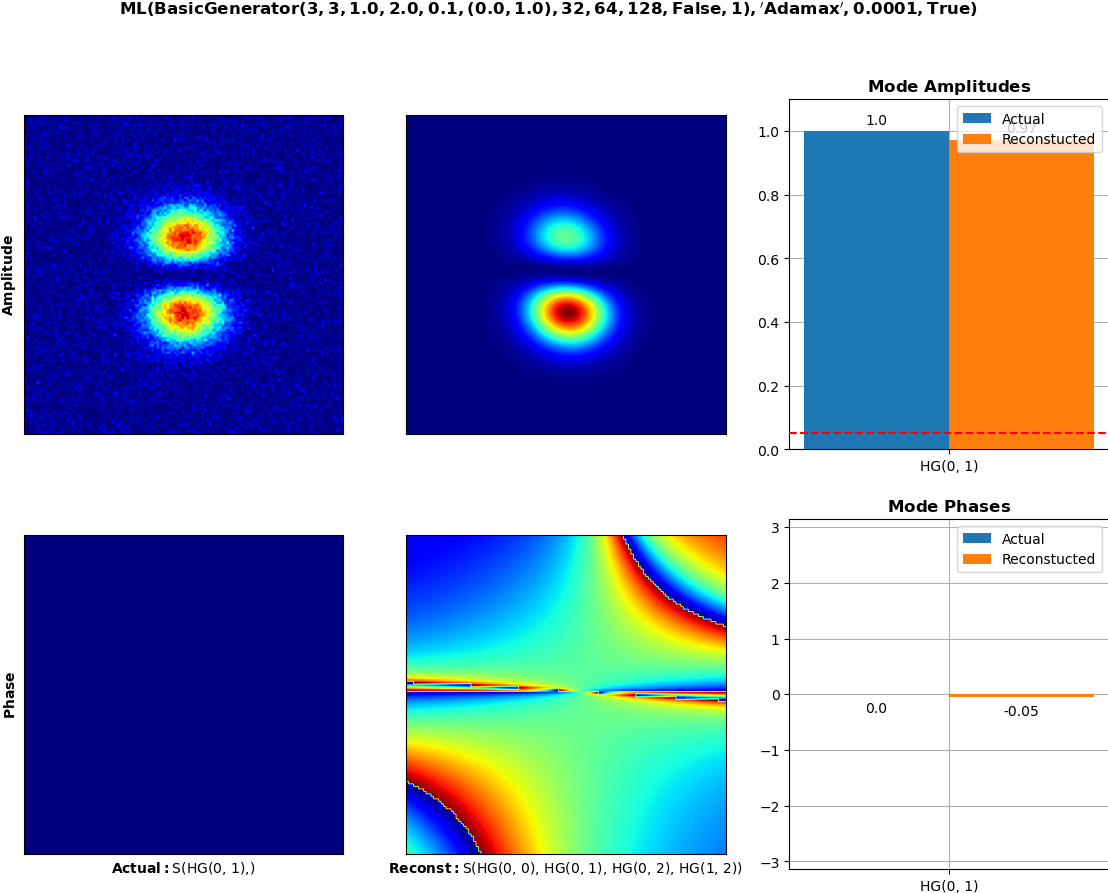 ML(BasicGenerator(3, 3, 1.0, 2.0, 0.1, (0.0, 1.0), 32, 64, 128, False, 1), ′Adamax′, 0.0001, True)
Mode Amplitudes
Actual
Reconstucted
1.0
0.97
1.0
0.8
0.6
0.4
0.2
0.0
HG(0, 1)
Amplitude
Mode Phases
Actual
Reconstucted
3
2
1
0
−1
−2
−3
0.0
-0.05
HG(0, 1)
Phase
Actual: S(HG(0, 1),)
Reconst: S(HG(0, 0), HG(0, 1), HG(0, 2), HG(1, 2))